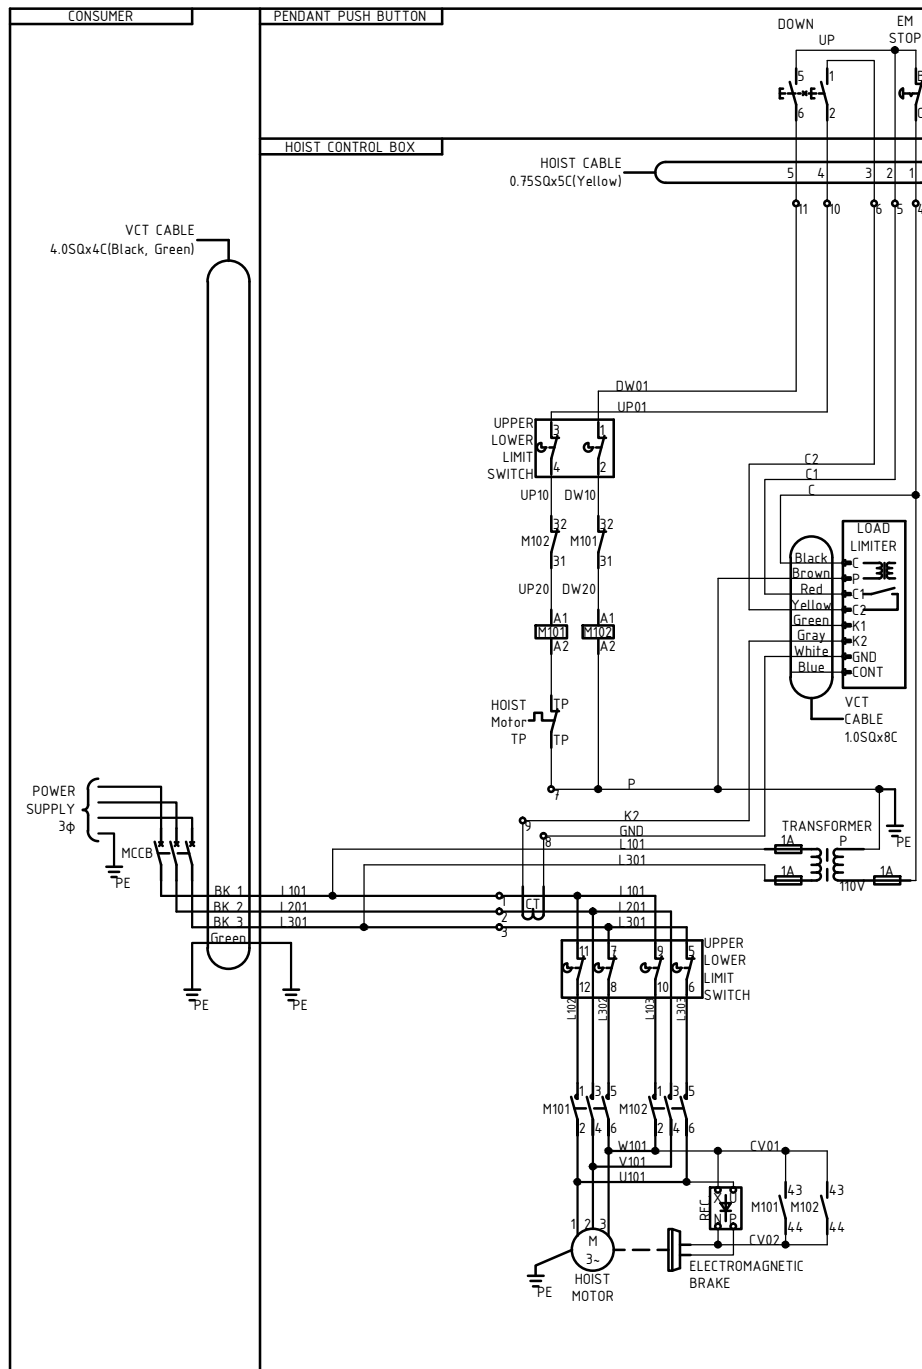 CONSUMER
PENDANT PUSH BUTTON
DOWN
UP
EM
STOP
5
1
6
2
HOIST CONTROL BOX
HOIST CABLE
0.75SQx5C(Yellow)
5
4
3
2
1
11
10
6
5
4
VCT CABLE
4.0SQx4C(Black, Green)
DW01
UP01
UPPER
LOWER
LIMIT
SWITCH
3
1
4
2
UP10
DW10
C2
C1
C
32
32
M102
M101
31
31
UP20
DW20
A1
A1
M101
M102
A2
A2
LOAD
LIMITER
Black
C
Brown
P
Red
C1
Yellow
C2
Green
K1
Gray
K2
White
GND
Blue
CONT
VCT
CABLE
1.0SQx8C
HOIST
Motor
TP
TP
TP
P
7
POWER
SUPPLY
3φ
MCCB
PE
K2
9
GND
8
L101
L301
TRANSFORMER
1A
P
1A
110V
1A
PE
BK 1
L101
1
CT
L101
BK 2
L201
2
L201
BK 3
L301
3
L301
Green
PE
PE
UPPER
LOWER
LIMIT
SWITCH
11
7
9
5
12
8
10
6
L102
L302
L103
L303
1
3
5
1
3
5
M101
M102
2
4
6
2
4
6
W101
CV01
V101
U101
X
U
REC
N
P
43
43
M101
M102
44
44
1
2
3
M
3~
CV02
PE
HOIST
MOTOR
ELECTROMAGNETIC
BRAKE